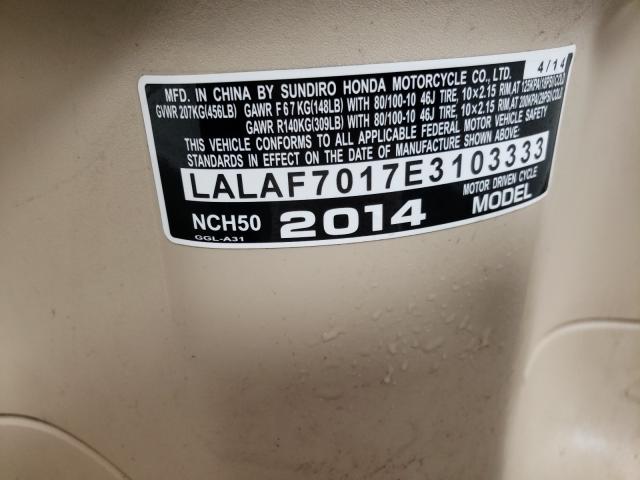 4/14
MFD. IN CHINA BY SUNDIRO HONDA MOTORCYCLE CO., LTD.
GVWR 207KG(456LB) GAWR F 67KG(148LB) WITH 80/100-10 46J TIRE, 10×2.15 RIM,AT 125KPA(18PSI)COLD
GAWR R140KG(309LB) WITH 80/100-10 46J TIRE, 10×2.15 RIM,AT 200KPA(29PSI)COLD
THIS VEHICLE CONFORMS TO ALL APPLICABLE FEDERAL MOTOR VEHICLE SAFETY
STANDARDS IN EFFECT ON THE DATE OF MANUFACTURE SHOWN ABOVE.
LALAF7017E3103333
NCH50 2014 MOTOR DRIVEN CYCLE
GGL-A31 MODEL